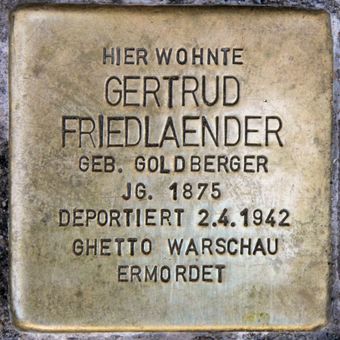 HIER WOHNTE
GERTRUD
FRIEDLAENDER
GEB. GOLDBERGER
JG. 1875
DEPORTIERT 2.4.1942
GHETTO WARSCHAU
ERMORDET